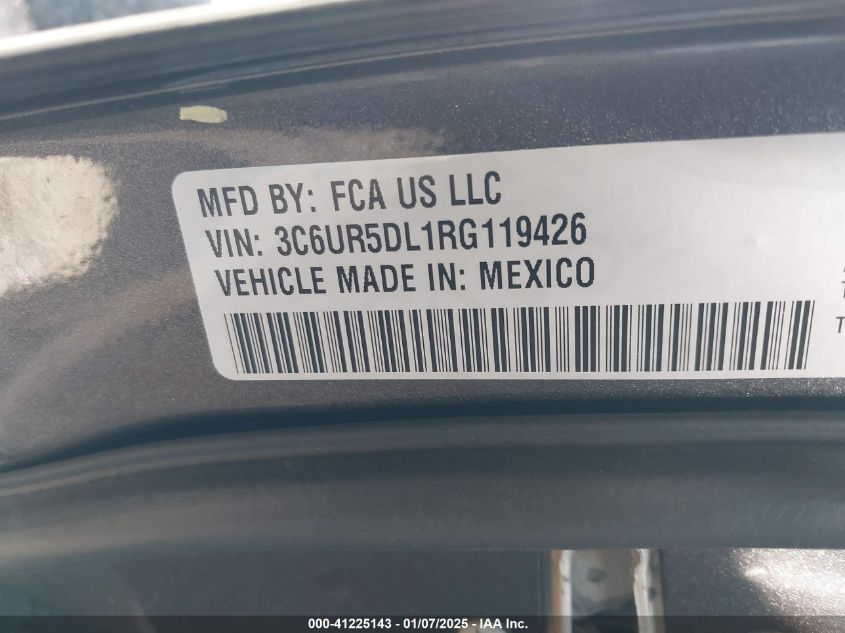 MFD BY: FCA US LLC
VIN: 3C6UR5DL1RG119426
VEHICLE MADE IN: MEXICO
000-41225143 - 01/07/2025 - IAA Inc.